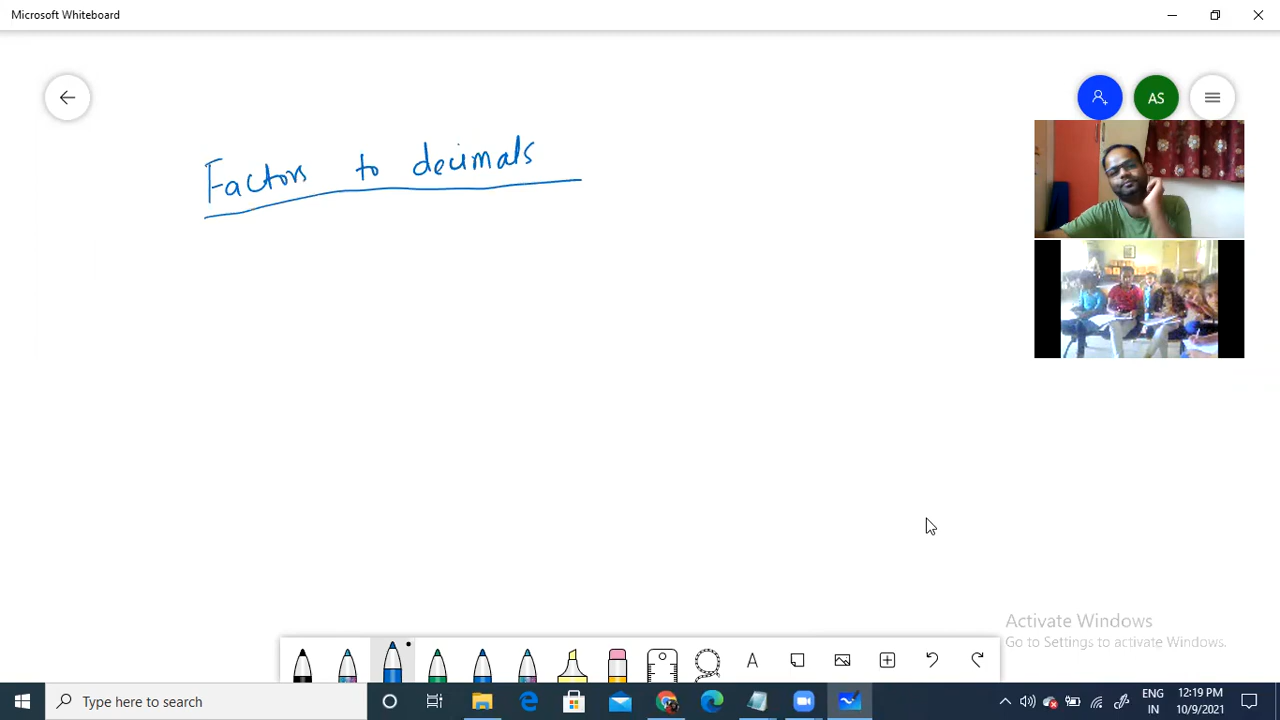 Microsoft Whiteboard
AS
Factors to decimals
Activate Windows
Go to Settings to activate Windows.
A
Type here to search
ENG
IN
12:19 PM
10/9/2021